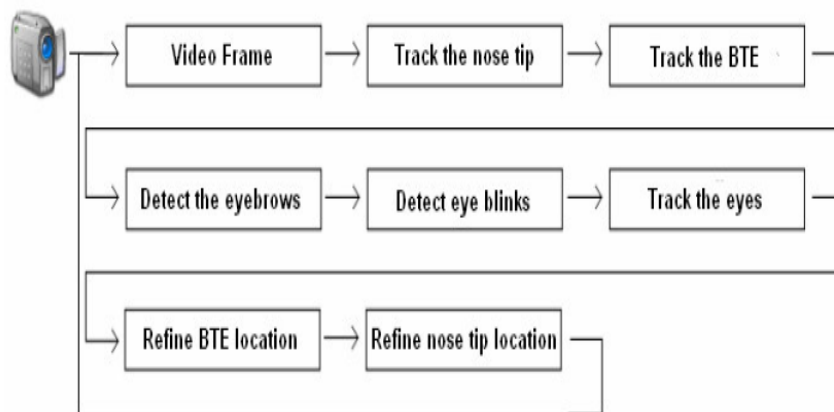 Video Frame
Track the nose tip
Track the BTE
Detect the eyebrows
Detect eye blinks
Track the eyes
Refine BTE location
Refine nose tip location